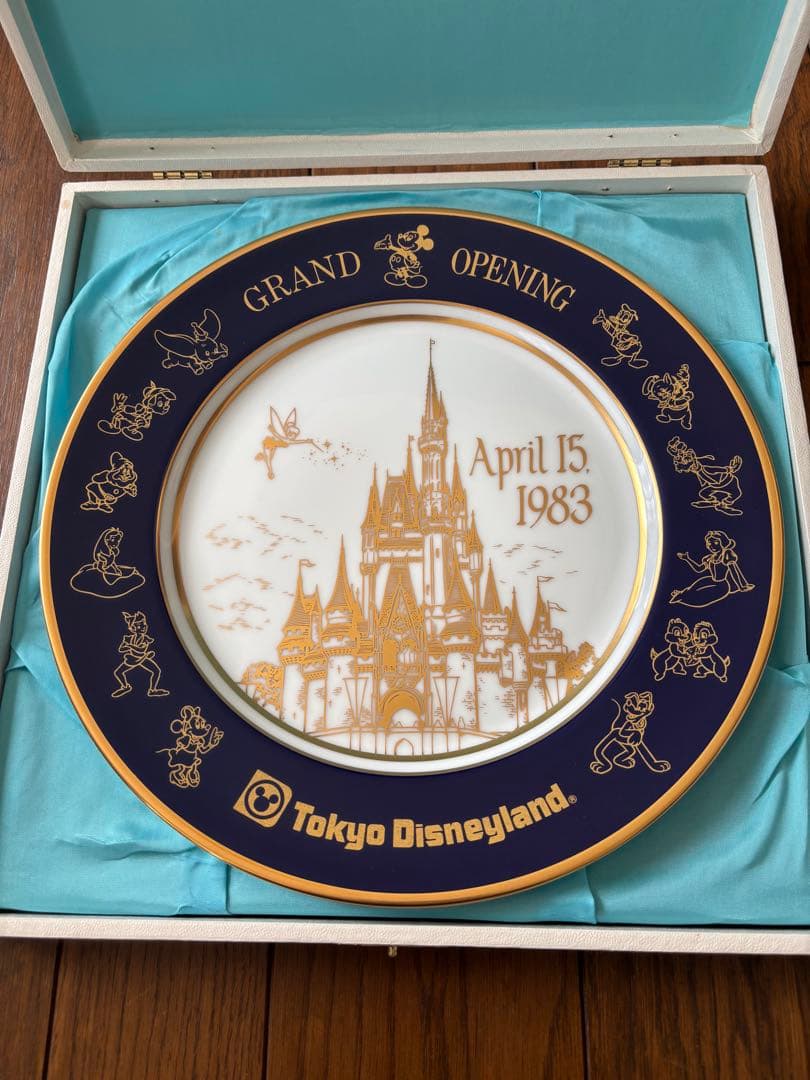 GRAND OPENING
April 15,
1983
Tokyo Disneyland®